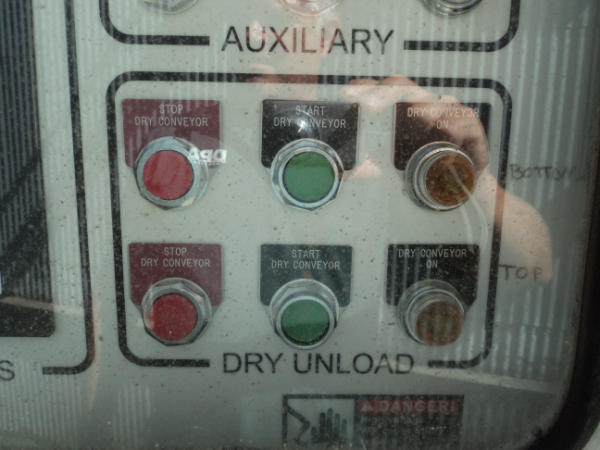 AUXILIARY
STOP
DRY CONVEYOR
START
DRY CONVEYOR
DRY CONVEYOR
ON
BOTTOM
STOP
DRY CONVEYOR
START
DRY CONVEYOR
DRY CONVEYOR
ON
TOP
S
DRY UNLOAD
DANGER!